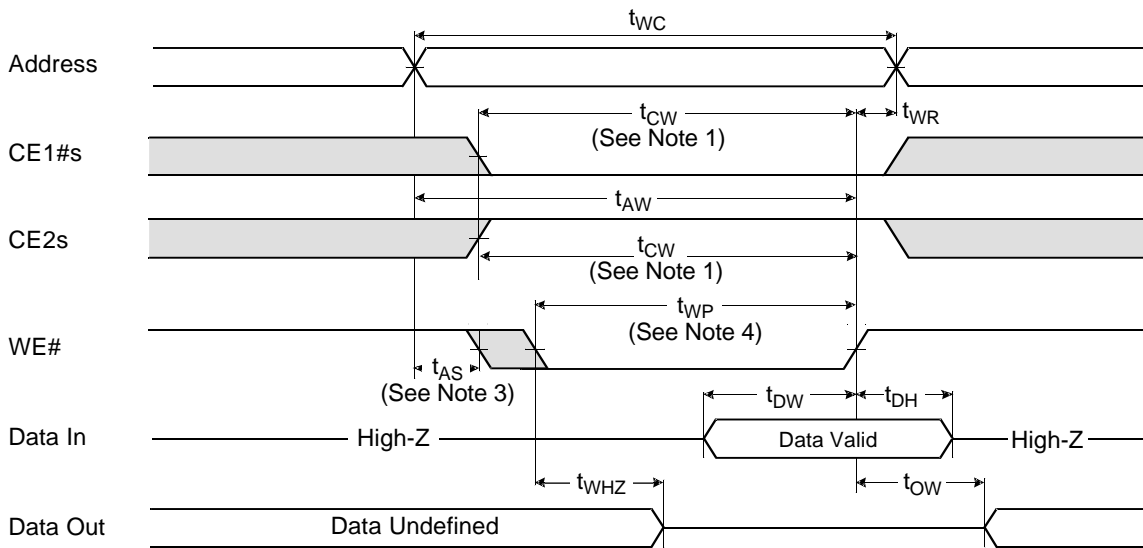 tWC
Address
tCW
(See Note 1)
tWR
CE1#s
tAW
CE2s
tCW
(See Note 1)
tWP
(See Note 4)
WE#
tAS
(See Note 3)
tDW
tDH
Data In
High-Z
Data Valid
High-Z
tWHZ
tOW
Data Out
Data Undefined